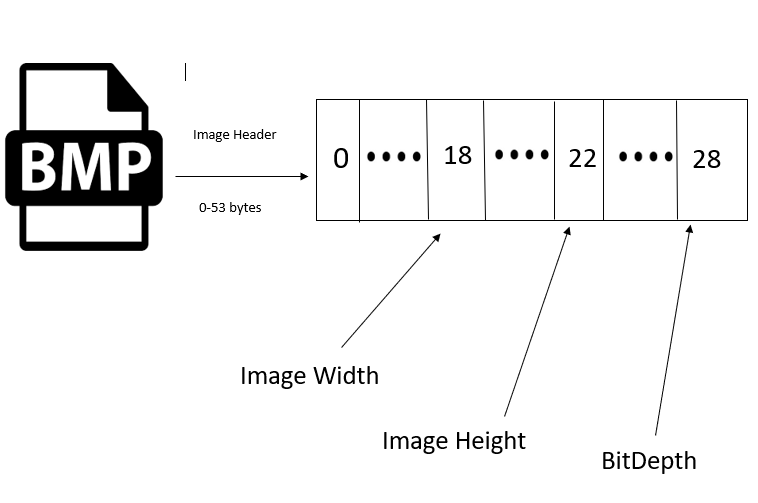 BMP
Image Header
0-53 bytes
0 •••• 18 •••• 22 •••• 28
Image Width
Image Height
BitDepth